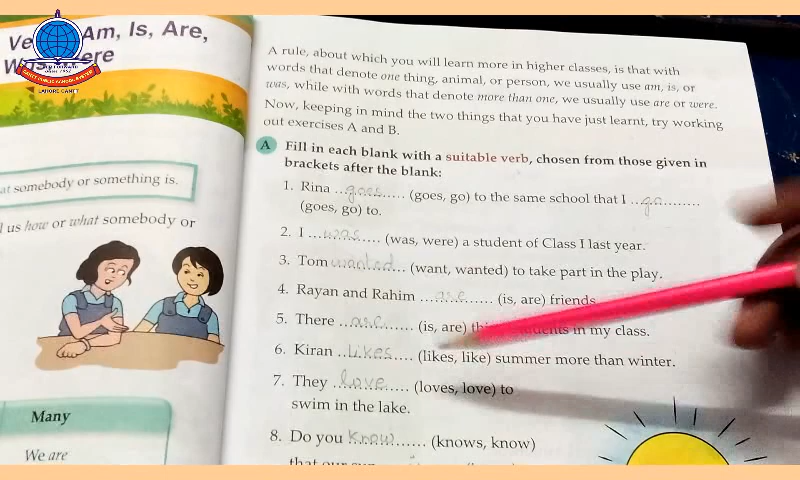 Am, Is, Are,
LAHORE CANTT
at somebody or something is.
us how or what somebody or
Many
We are
A rule, about which you will learn more in higher classes, is that with
words that denote one thing, animal, or person, we usually use am, is, or
was, while with words that denote more than one, we usually use are or were.
Now, keeping in mind the two things that you have just learnt, try working
out exercises A and B.
A Fill in each blank with a suitable verb, chosen from those given in
brackets after the blank:
1. Rina ...goes......... (goes, go) to the same school that I ..go.........
(goes, go) to.
2. I ...was...... (was, were) a student of Class I last year.
3. Tom wanted... (want, wanted) to take part in the play.
4. Rayan and Rahim ...are...... (is, are) friends
5. There ...are...... (is, are) in my class.
6. Kiran ..Likes.... (likes, like) summer more than winter.
7. They ..love..... (loves, love) to
swim in the lake.
8. Do you know...... (knows, know)
that our